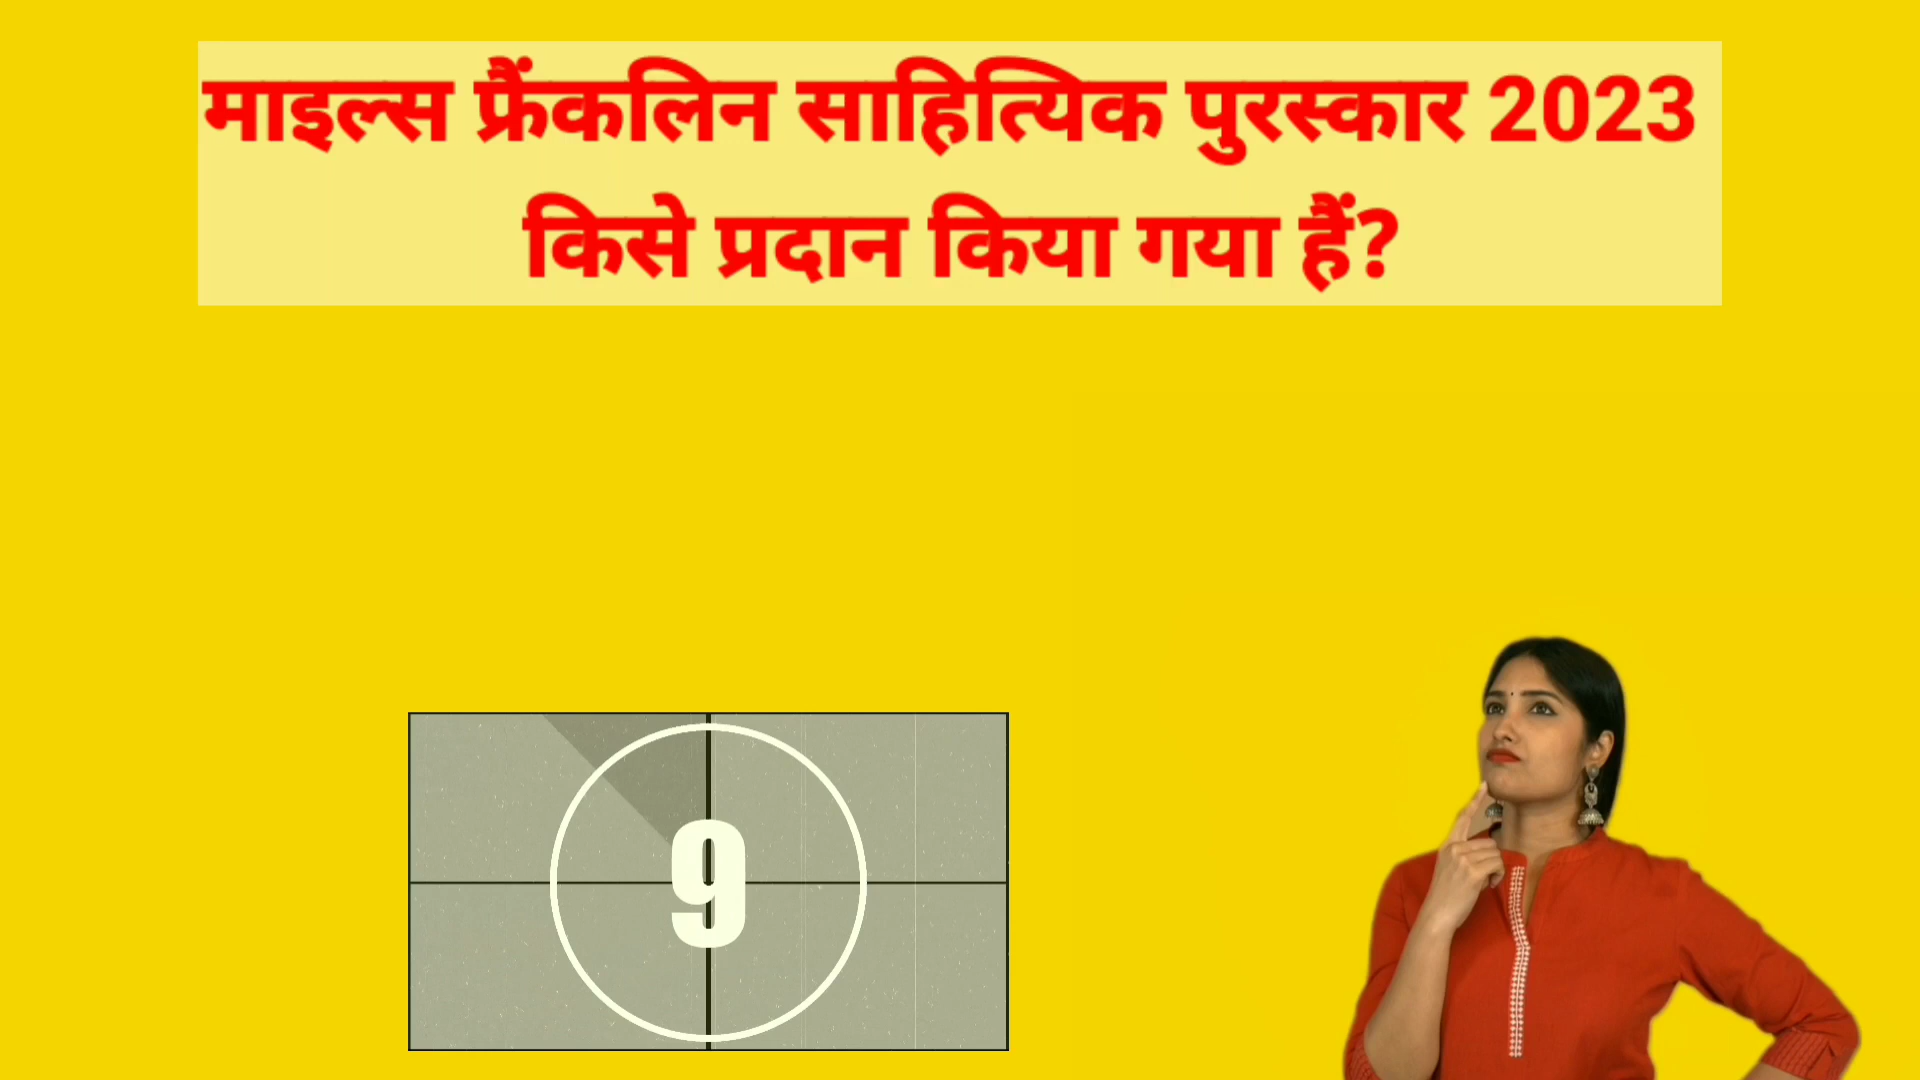 माइल्स फ्रैंकलिन साहित्यिक पुरस्कार 2023
किसे प्रदान किया गया हैं?
9